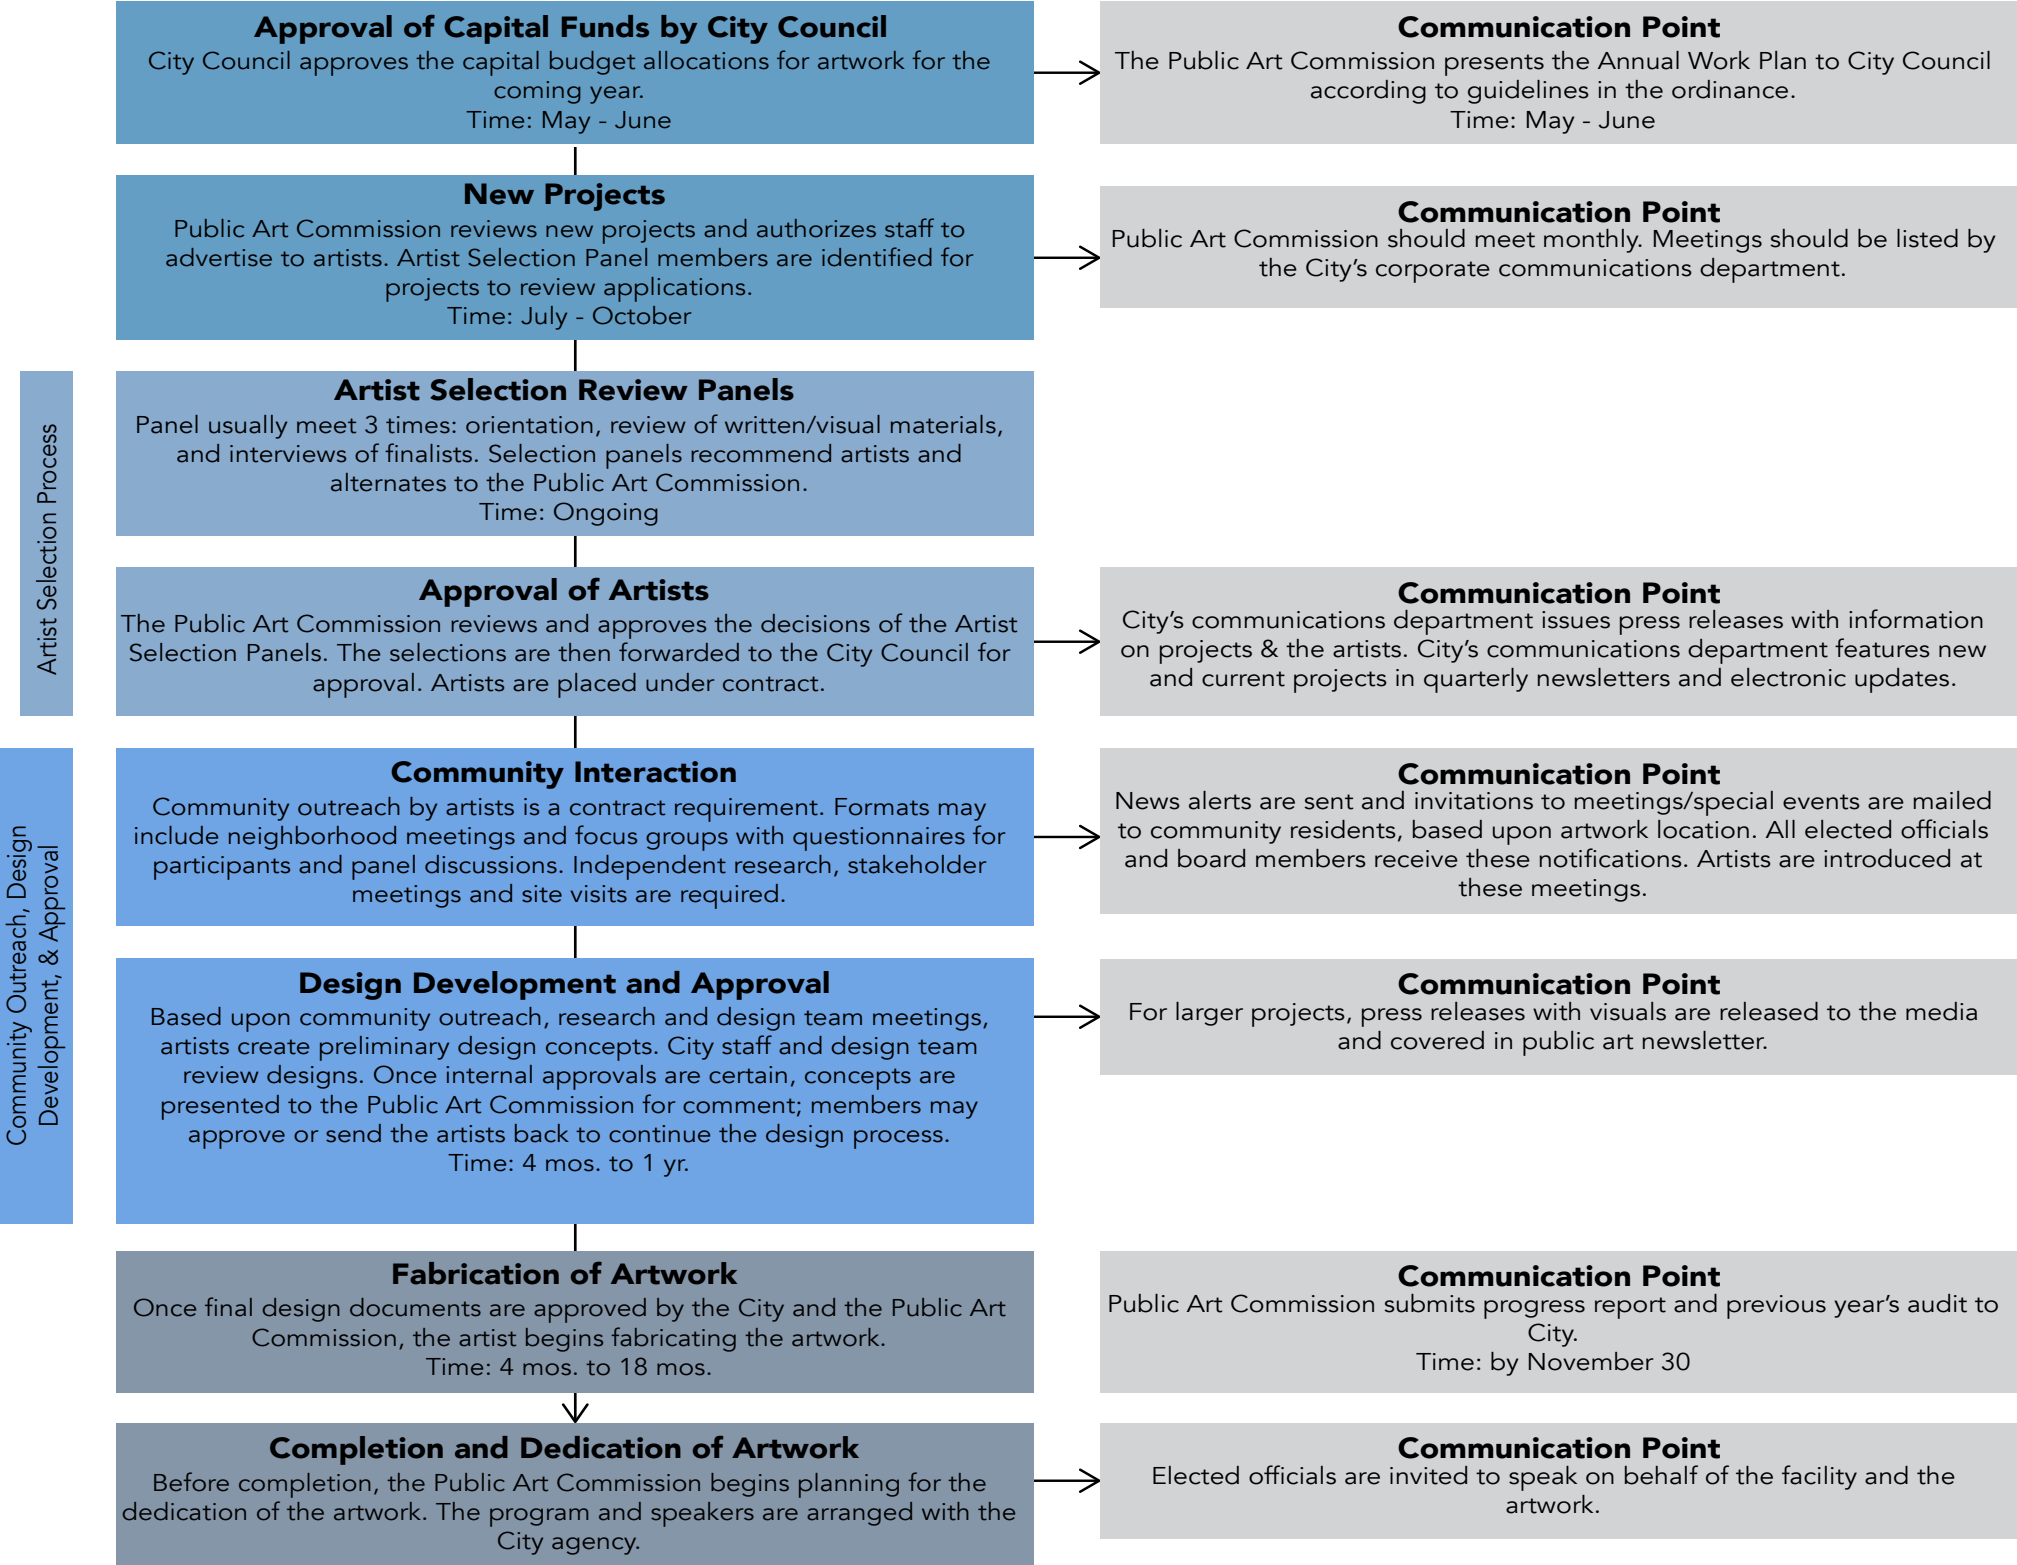 Approval of Capital Funds by City Council
City Council approves the capital budget allocations for artwork for the
coming year.
Time: May - June
Communication Point
The Public Art Commission presents the Annual Work Plan to City Council
according to guidelines in the ordinance.
Time: May - June
New Projects
Public Art Commission reviews new projects and authorizes staff to
advertise to artists. Artist Selection Panel members are identified for
projects to review applications.
Time: July - October
Communication Point
Public Art Commission should meet monthly. Meetings should be listed by
the City's corporate communications department.
Artist Selection Process
Artist Selection Review Panels
Panel usually meet 3 times: orientation, review of written/visual materials,
and interviews of finalists. Selection panels recommend artists and
alternates to the Public Art Commission.
Time: Ongoing
Approval of Artists
The Public Art Commission reviews and approves the decisions of the Artist
Selection Panels. The selections are then forwarded to the City Council for
approval. Artists are placed under contract.
Communication Point
City's communications department issues press releases with information
on projects & the artists. City's communications department features new
and current projects in quarterly newsletters and electronic updates.
Community Outreach, Design
Development, & Approval
Community Interaction
Community outreach by artists is a contract requirement. Formats may
include neighborhood meetings and focus groups with questionnaires for
participants and panel discussions. Independent research, stakeholder
meetings and site visits are required.
Communication Point
News alerts are sent and invitations to meetings/special events are mailed
to community residents, based upon artwork location. All elected officials
and board members receive these notifications. Artists are introduced at
these meetings.
Design Development and Approval
Based upon community outreach, research and design team meetings,
artists create preliminary design concepts. City staff and design team
review designs. Once internal approvals are certain, concepts are
presented to the Public Art Commission for comment; members may
approve or send the artists back to continue the design process.
Time: 4 mos. to 1 yr.
Communication Point
For larger projects, press releases with visuals are released to the media
and covered in public art newsletter.
Fabrication of Artwork
Once final design documents are approved by the City and the Public Art
Commission, the artist begins fabricating the artwork.
Time: 4 mos. to 18 mos.
Communication Point
Public Art Commission submits progress report and previous year's audit to
City.
Time: by November 30
Completion and Dedication of Artwork
Before completion, the Public Art Commission begins planning for the
dedication of the artwork. The program and speakers are arranged with the
City agency.
Communication Point
Elected officials are invited to speak on behalf of the facility and the
artwork.